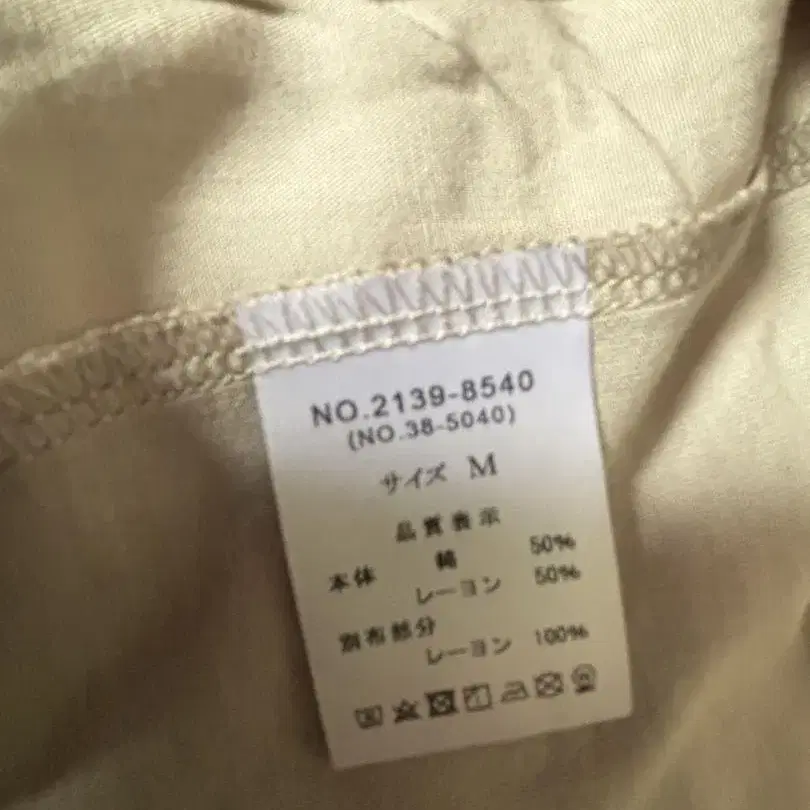 NO.2139-8540
(NO.38-5040)
サイズ M
品質表示
本体 綿 50%
レーヨン 50%
別布部分
レーヨン 100%